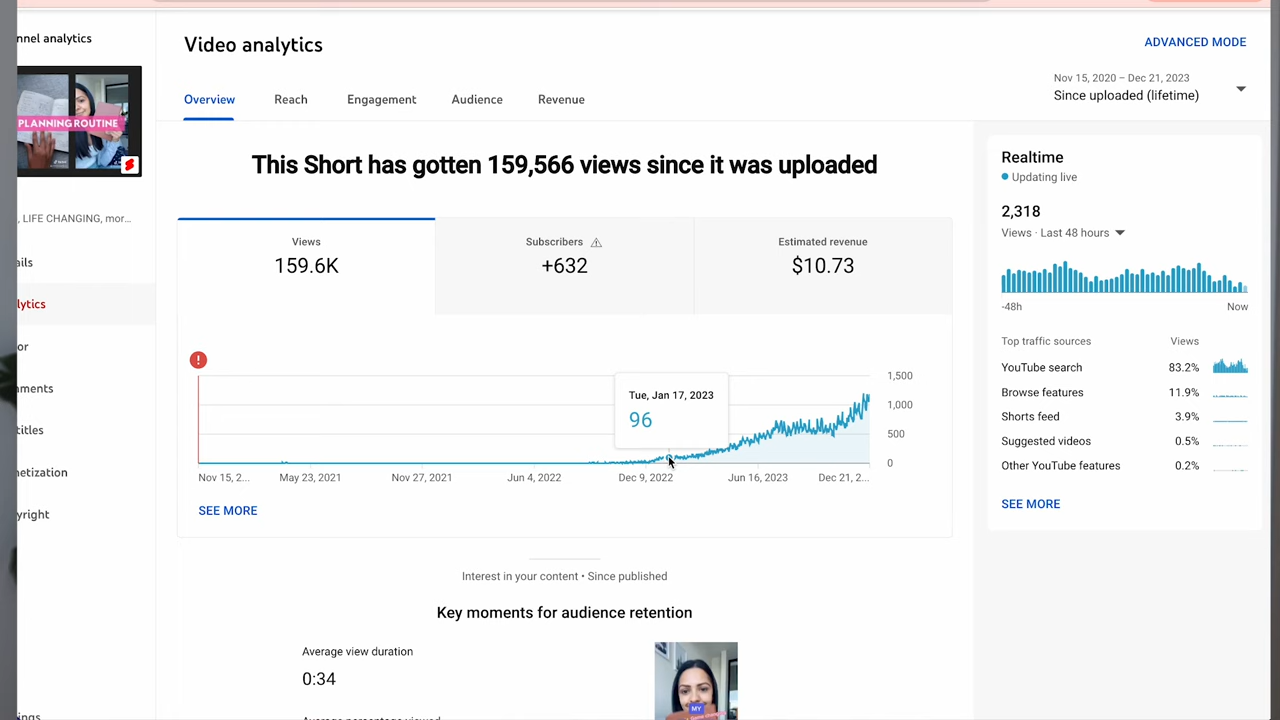 nnel analytics
PLANNING ROUTINE
, LIFE CHANGING, mor...
ails
lytics
or
nments
titles
netization
yright
ings
Video analytics
ADVANCED MODE
Nov 15, 2020 – Dec 21, 2023
Since uploaded (lifetime)
Overview
Reach
Engagement
Audience
Revenue
This Short has gotten 159,566 views since it was uploaded
Views
159.6K
Subscribers
+632
Estimated revenue
$10.73
Tue, Jan 17, 2023
96
1,500
1,000
500
0
Nov 15, 2...
May 23, 2021
Nov 27, 2021
Jun 4, 2022
Dec 9, 2022
Jun 16, 2023
Dec 21, 2...
SEE MORE
Interest in your content • Since published
Key moments for audience retention
Average view duration
0:34
Average percentage viewed
MY
Realtime
Updating live
2,318
Views · Last 48 hours
-48h
Now
Top traffic sources
Views
YouTube search
83.2%
Browse features
11.9%
Shorts feed
3.9%
Suggested videos
0.5%
Other YouTube features
0.2%
SEE MORE